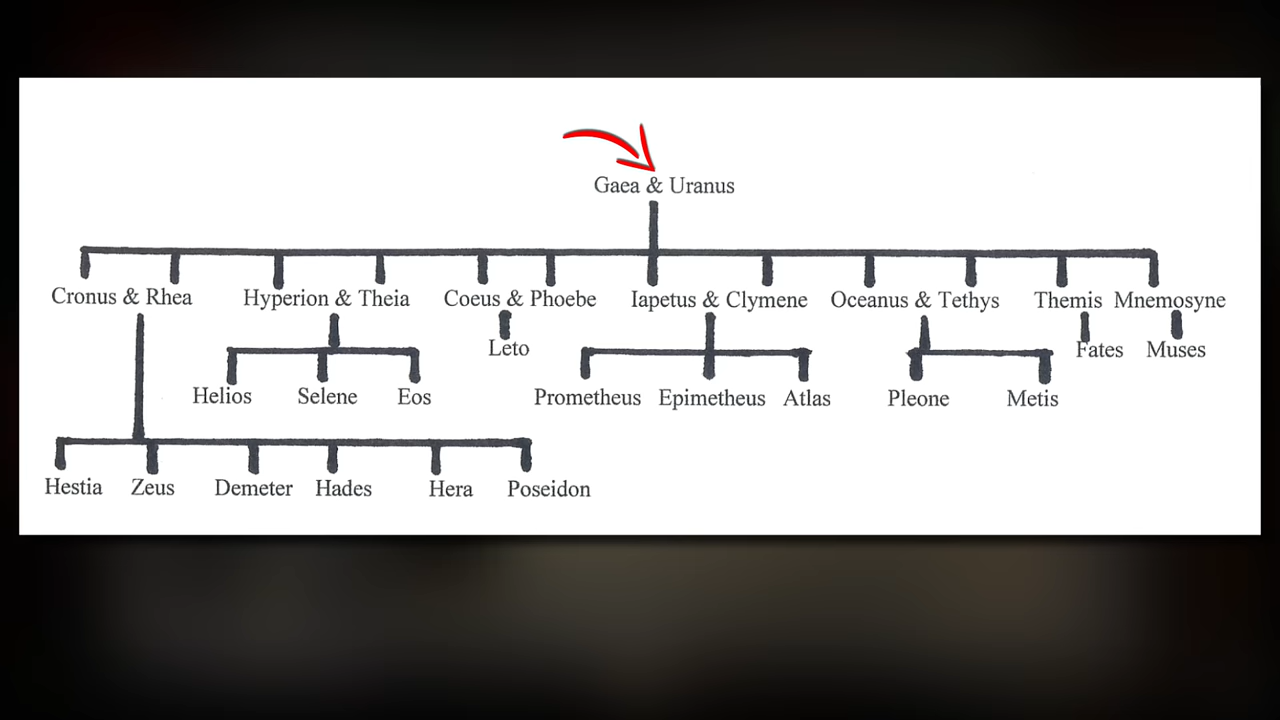 Gaea & Uranus
Cronus & Rhea Hyperion & Theia Coeus & Phoebe Iapetus & Clymene Oceanus & Tethys Themis Mnemosyne
Leto Fates Muses
Helios Selene Eos Prometheus Epimetheus Atlas Pleone Metis
Hestia Zeus Demeter Hades Hera Poseidon